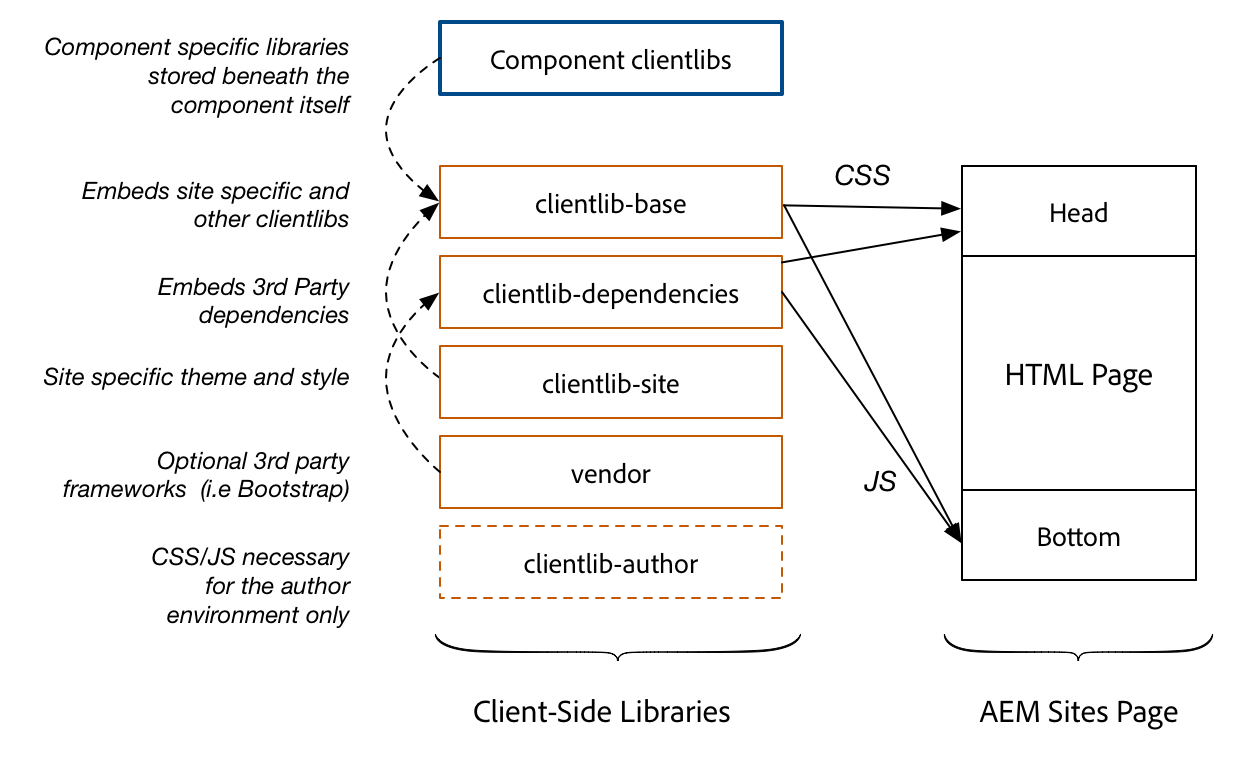 Component specific libraries
stored beneath the
component itself
Component clientlibs
Embeds site specific and
other clientlibs
clientlib-base
CSS
Head
Embeds 3rd Party
dependencies
clientlib-dependencies
Site specific theme and style
clientlib-site
HTML Page
Optional 3rd party
frameworks (i.e Bootstrap)
vendor
JS
Bottom
CSS/JS necessary
for the author
environment only
clientlib-author
Client-Side Libraries
AEM Sites Page